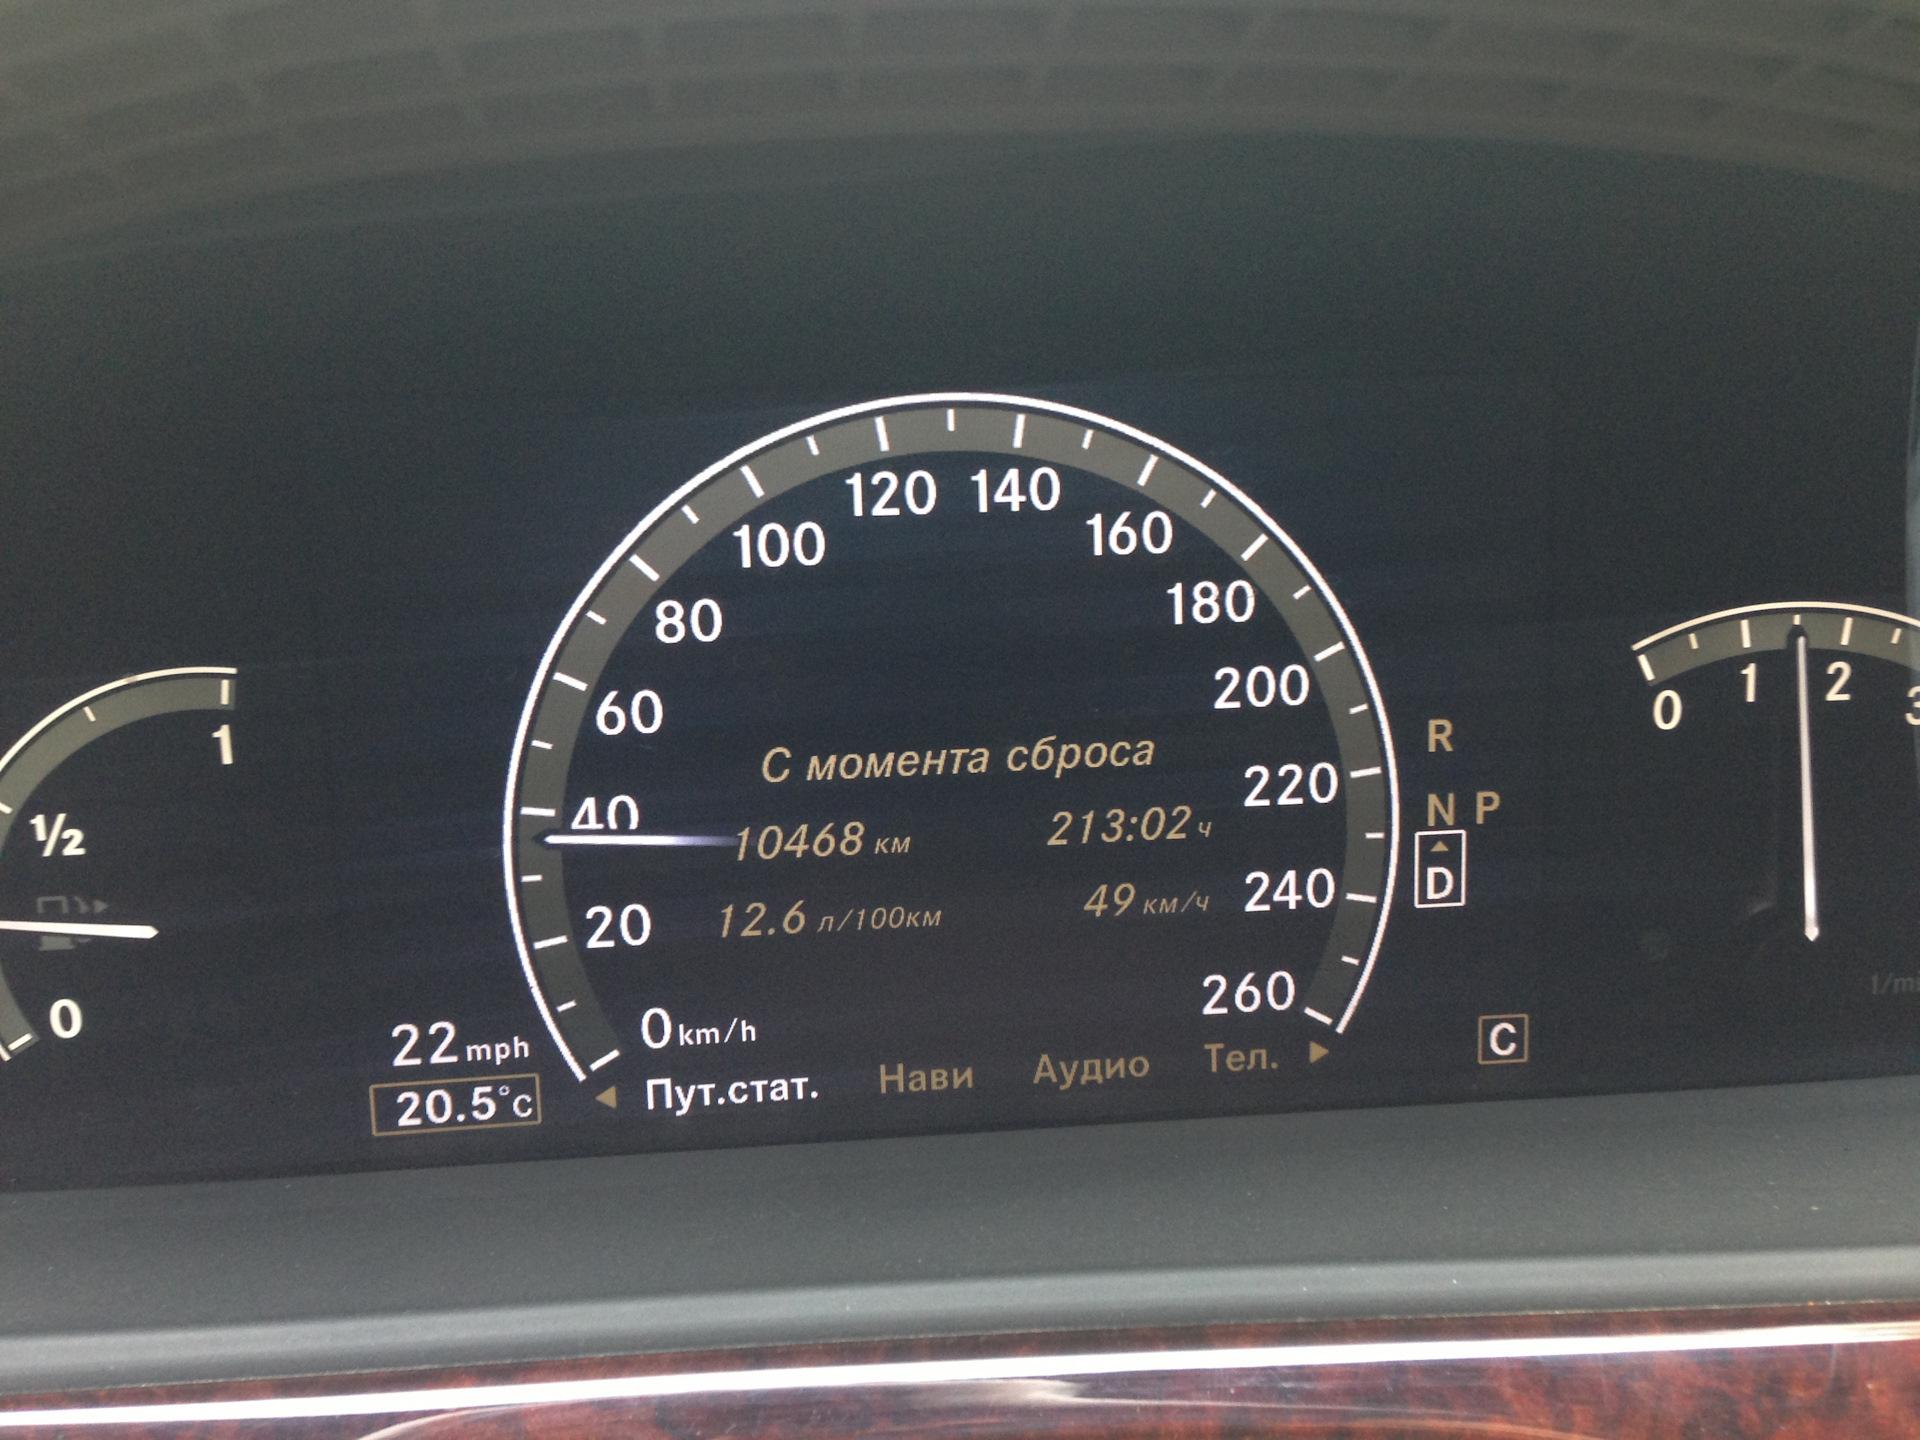 120 140
100 160
80 180
60 200
С момента сброса
40 220
10468 км 213:02 ч
12.6 л/100км 49 км/ч
20 240
0 km/h 260
Пут.стат. Нави Аудио Тел.
1
1/2
0
22 mph
20.5°C
R
N P
D
C
0 1 2 3